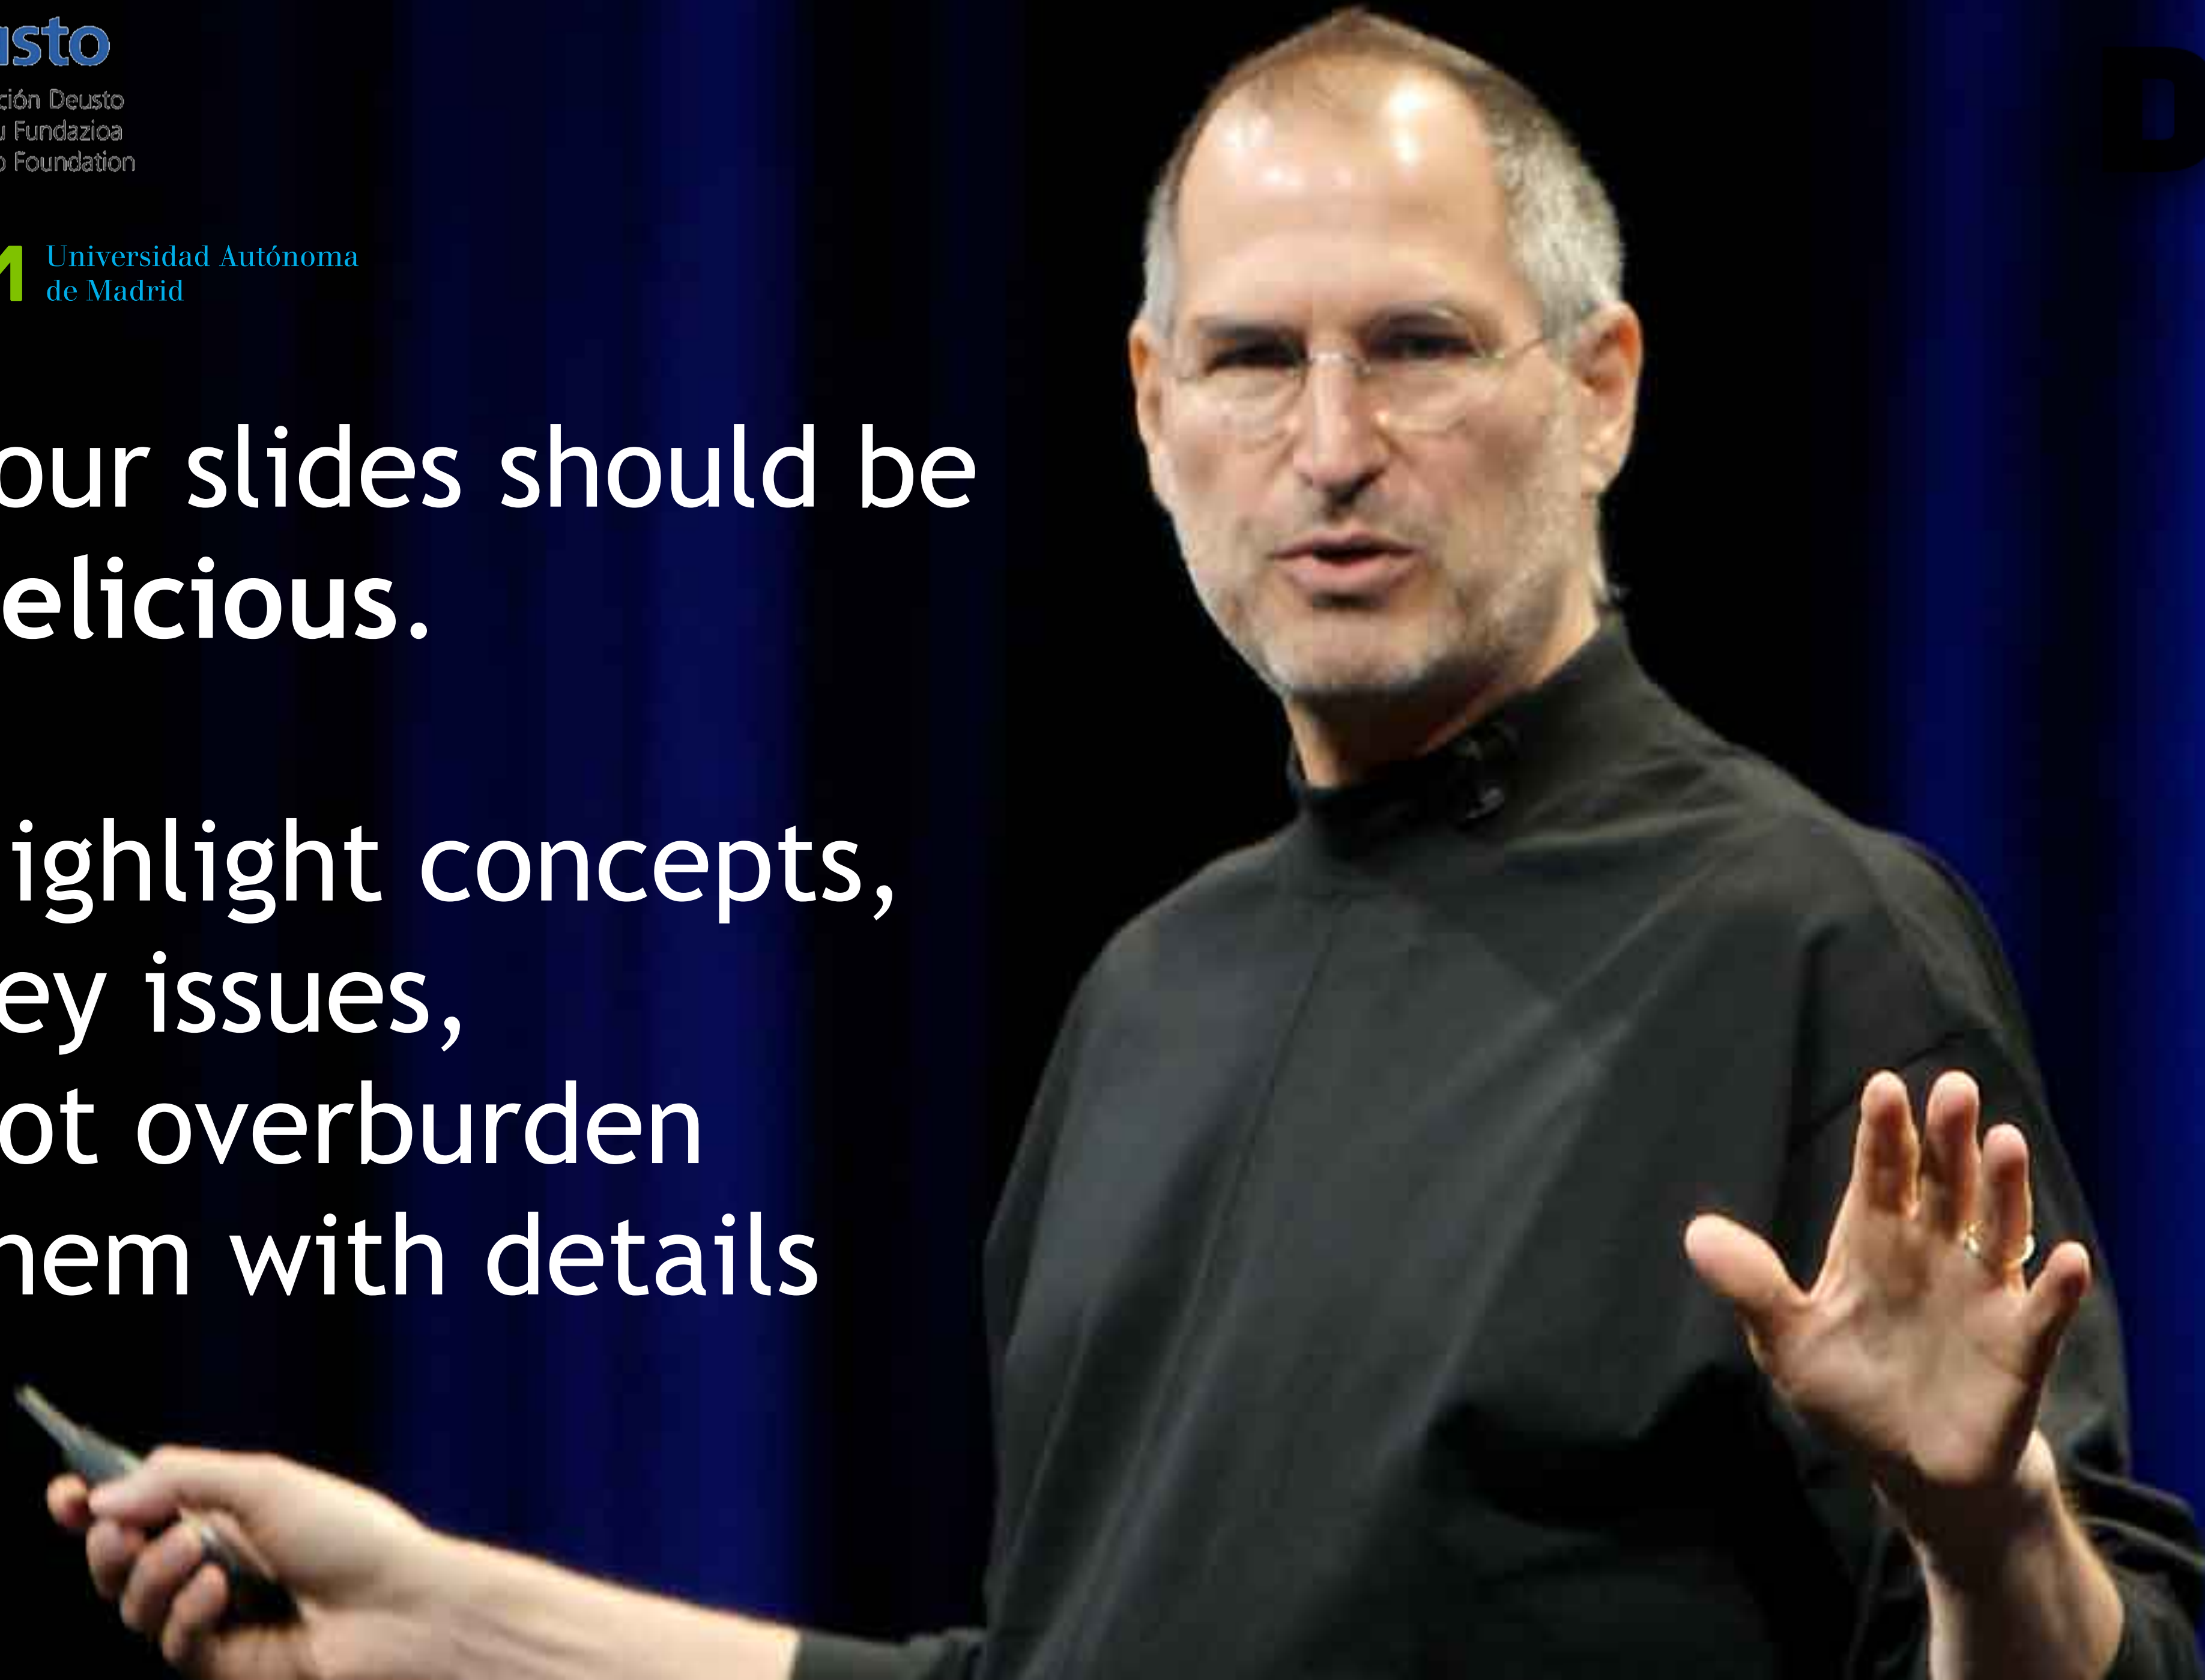 usto
ción Deusto
u Fundazioa
o Foundation
D
M Universidad Autónoma
de Madrid
our slides should be
elicious.
ighlight concepts,
ey issues,
ot overburden
hem with details